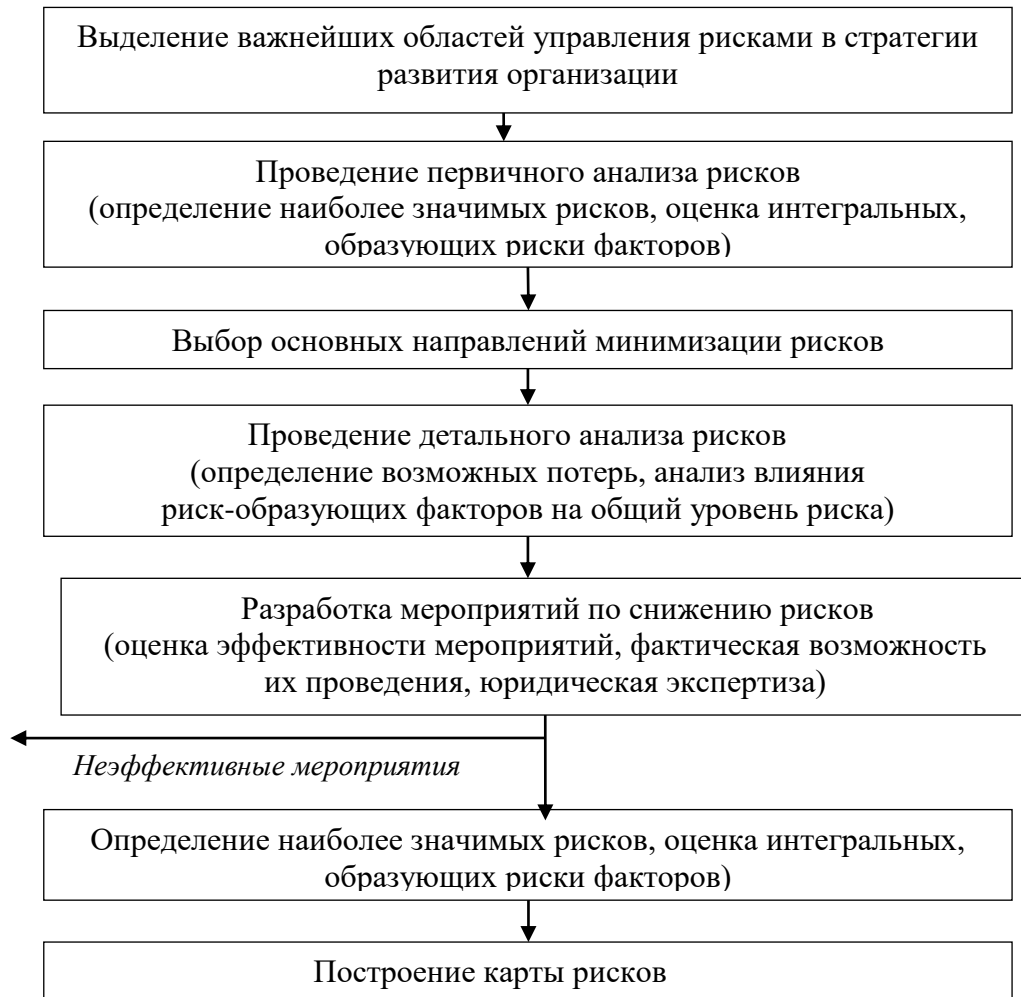 Выделение важнейших областей управления рисками в стратегии
развития организации
Проведение первичного анализа рисков
(определение наиболее значимых рисков, оценка интегральных,
образующих риски факторов)
Выбор основных направлений минимизации рисков
Проведение детального анализа рисков
(определение возможных потерь, анализ влияния
риск-образующих факторов на общий уровень риска)
Разработка мероприятий по снижению рисков
(оценка эффективности мероприятий, фактическая возможность
их проведения, юридическая экспертиза)
Неэффективные мероприятия
Определение наиболее значимых рисков, оценка интегральных,
образующих риски факторов)
Построение карты рисков